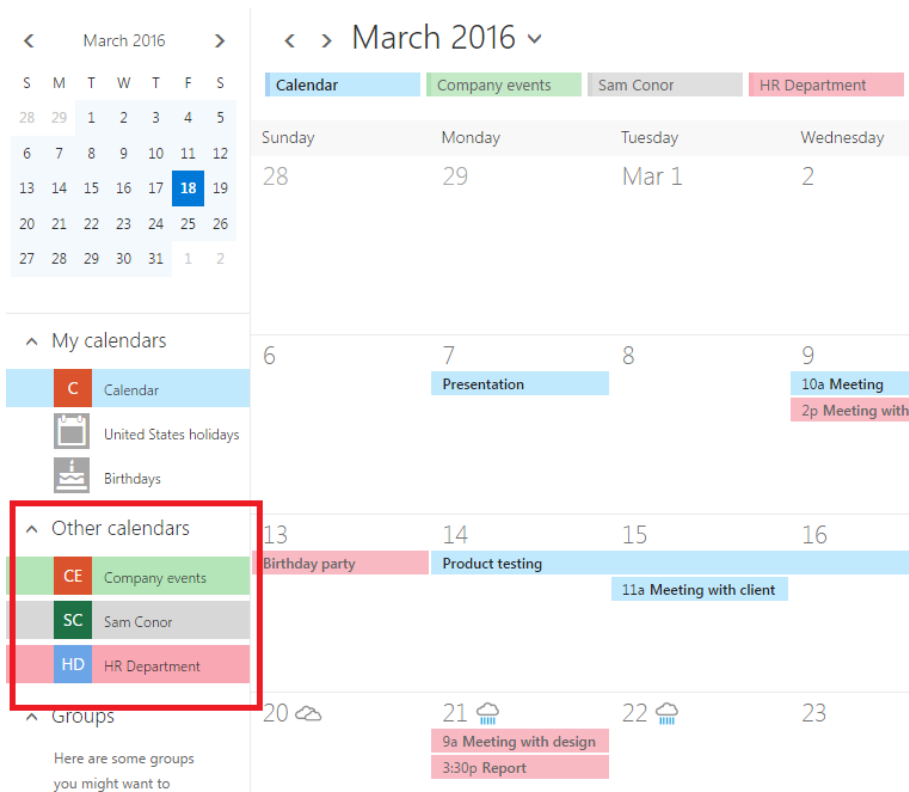 March 2016
S M T W T F S
28 29 1 2 3 4 5
6 7 8 9 10 11 12
13 14 15 16 17 18 19
20 21 22 23 24 25 26
27 28 29 30 31 1 2
My calendars
C Calendar
United States holidays
Birthdays
Other calendars
CE Company events
SC Sam Conor
HD HR Department
Groups
Here are some groups
you might want to
March 2016
Calendar Company events Sam Conor HR Department
Sunday Monday Tuesday Wednesday
28 29 Mar 1 2
6 7 8 9
Presentation 10a Meeting
2p Meeting with
13 14 15 16
Birthday party Product testing
11a Meeting with client
20 21 22 23
9a Meeting with design
3:30p Report